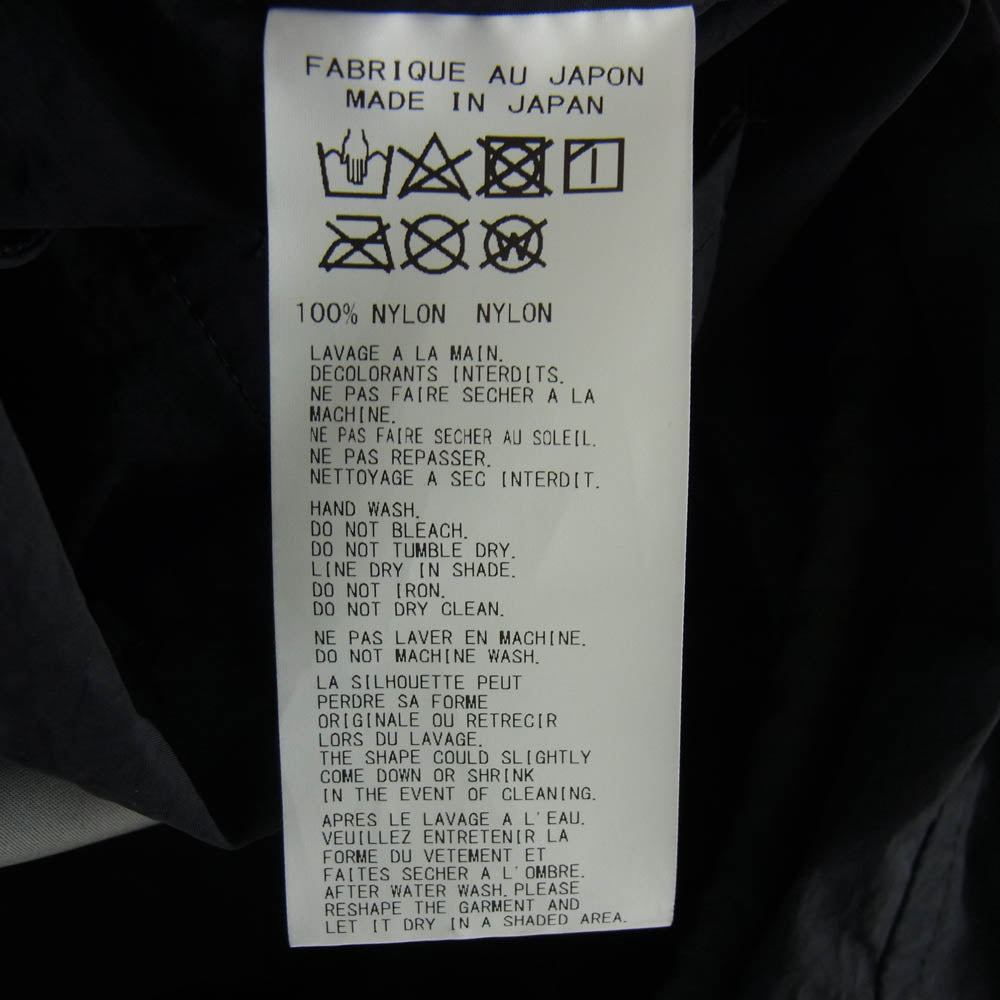 FABRIQUE AU JAPON
MADE IN JAPAN
W
100% NYLON NYLON
LAVAGE A LA MAIN.
DECOLORANTS INTERDITS.
NE PAS FAIRE SECHER A LA
MACHINE.
NE PAS FAIRE SECHER AU SOLEIL.
NE PAS REPASSER.
NETTOYAGE A SEC INTERDIT.
HAND WASH.
DO NOT BLEACH.
DO NOT TUMBLE DRY.
LINE DRY IN SHADE.
DO NOT IRON.
DO NOT DRY CLEAN.
NE PAS LAVER EN MACHINE.
DO NOT MACHINE WASH.
LA SILHOUETTE PEUT
PERDRE SA FORME
ORIGINALE OU RETRECIR
LORS DU LAVAGE.
THE SHAPE COULD SLIGHTLY
COME DOWN OR SHRINK
IN THE EVENT OF CLEANING.
APRES LE LAVAGE A L'EAU.
VEUILLEZ ENTRETENIR LA
FORME DU VETEMENT ET
FAITES SECHER A L'OMBRE.
AFTER WATER WASH. PLEASE
RESHAPE THE GARMENT AND
LET IT DRY IN A SHADED AREA.